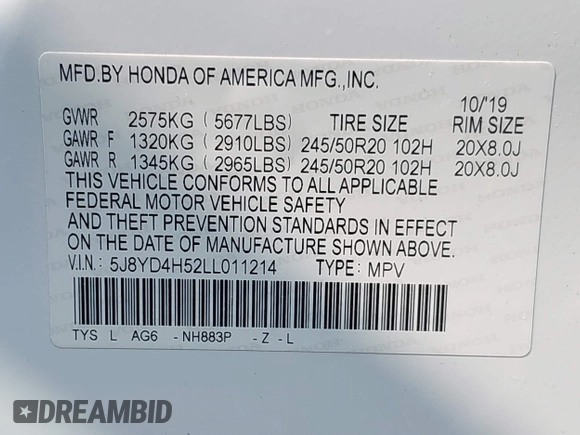 MFD.BY HONDA OF AMERICA MFG.,INC.
10/'19
GVWR 2575KG ( 5677LBS) TIRE SIZE RIM SIZE
GAWR F 1320KG ( 2910LBS) 245/50R20 102H 20X8.0J
GAWR R 1345KG ( 2965LBS) 245/50R20 102H 20X8.0J
THIS VEHICLE CONFORMS TO ALL APPLICABLE
FEDERAL MOTOR VEHICLE SAFETY
AND THEFT PREVENTION STANDARDS IN EFFECT
ON THE DATE OF MANUFACTURE SHOWN ABOVE.
V.I.N.: 5J8YD4H52LL011214 TYPE: MPV
TYS L AG6 -NH883P -Z -L
DREAMBID